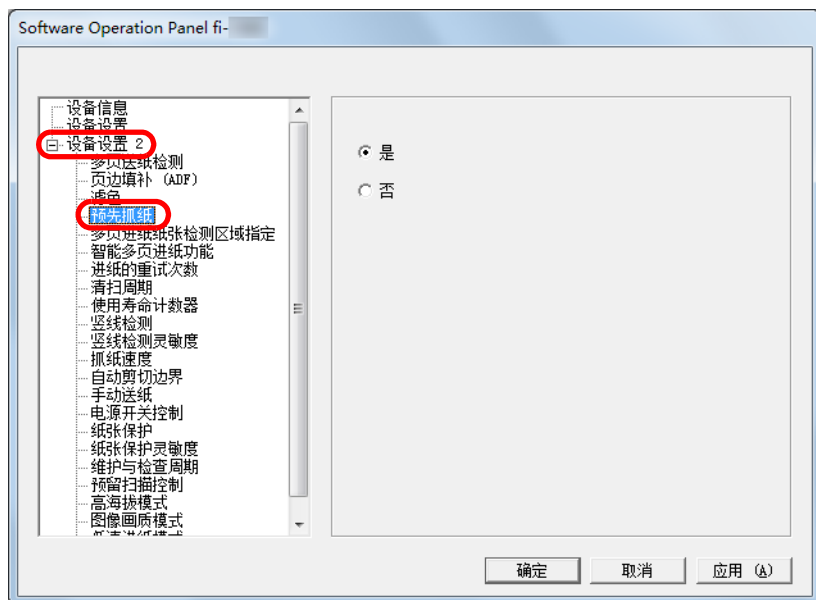 Software Operation Panel fi-
设备信息
设备设置
设备设置 2
多页送纸检测
页边填补 (ADF)
滤色
预先抓纸
多页进纸纸张检测区域指定
智能多页进纸功能
进纸的重试次数
清扫周期
使用寿命计数器
竖线检测
竖线检测灵敏度
抓纸速度
自动剪切边界
手动送纸
电源开关控制
纸张保护
纸张保护灵敏度
维护与检查周期
预留扫描控制
高海拔模式
图像画质模式
是
否
确定
取消
应用 (A)